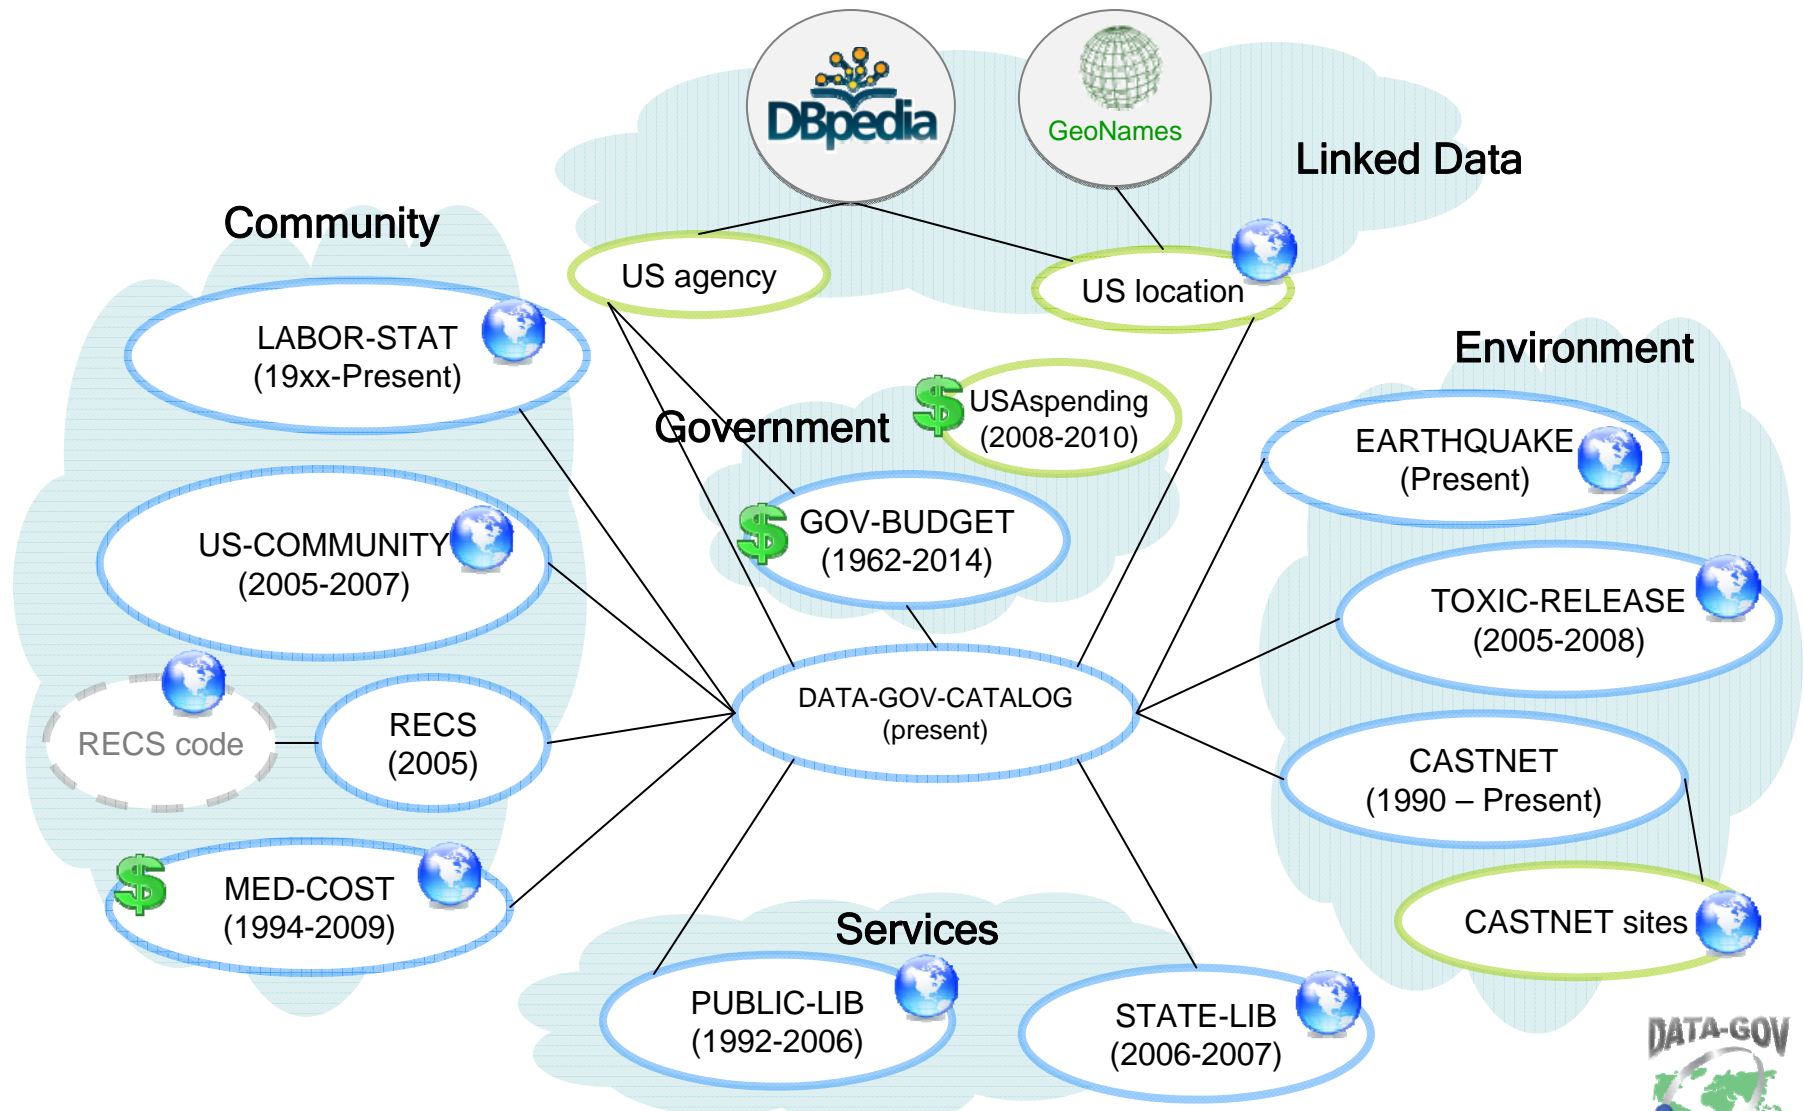 DBpedia
GeoNames
Linked Data
Community
US agency
US location
LABOR-STAT
(19xx-Present)
Environment
USAspending
(2008-2010)
Government
EARTHQUAKE
(Present)
GOV-BUDGET
(1962-2014)
US-COMMUNITY
(2005-2007)
TOXIC-RELEASE
(2005-2008)
DATA-GOV-CATALOG
(present)
RECS code
RECS
(2005)
CASTNET
(1990 – Present)
MED-COST
(1994-2009)
CASTNET sites
Services
PUBLIC-LIB
(1992-2006)
STATE-LIB
(2006-2007)
DATA-GOV